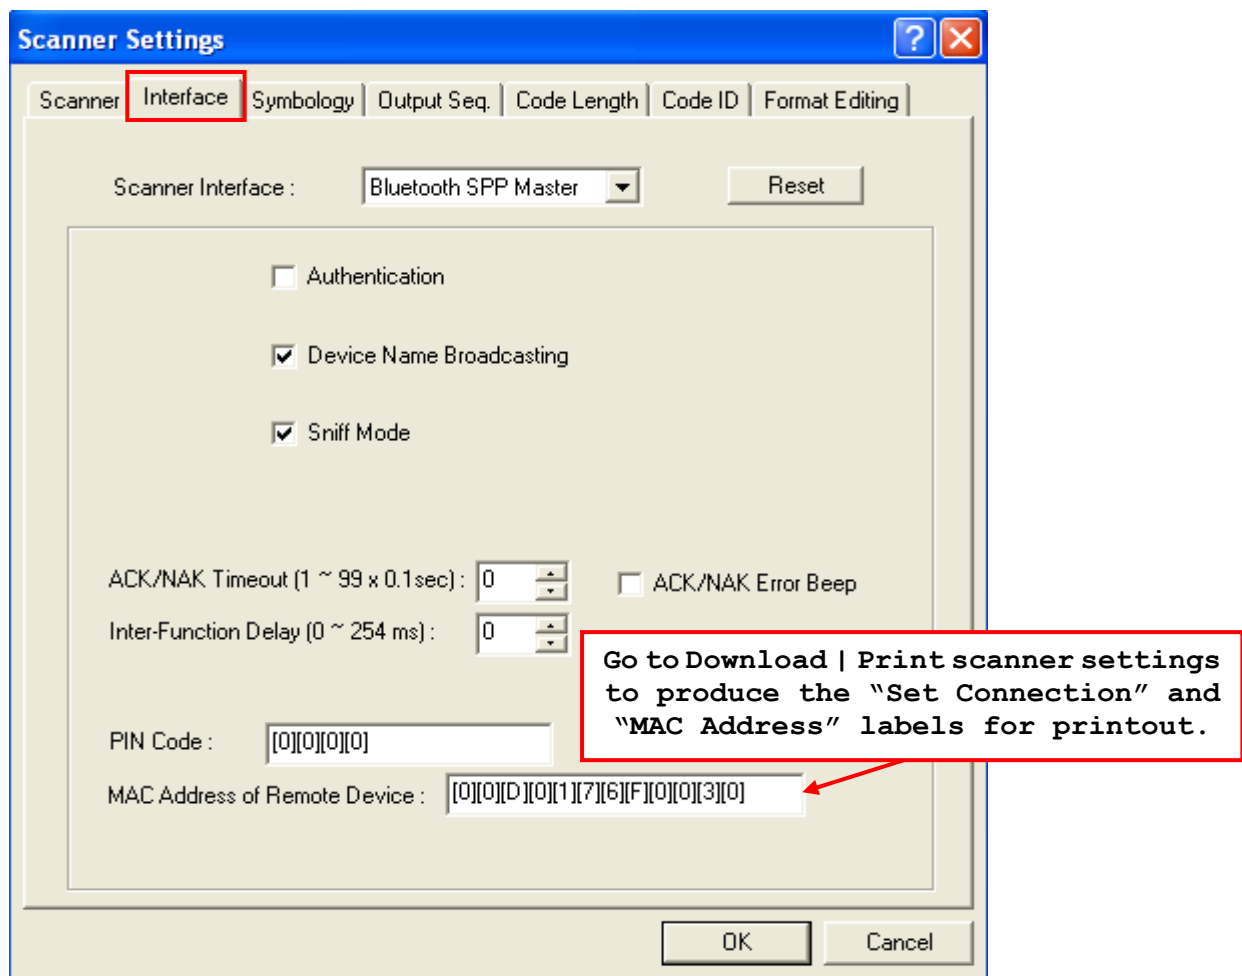 Scanner Settings
Scanner Interface Symbology Output Seq. Code Length Code ID Format Editing
Scanner Interface : Bluetooth SPP Master Reset
Authentication
Device Name Broadcasting
Sniff Mode
ACK/NAK Timeout (1 ~ 99 x 0.1sec) : 0 ACK/NAK Error Beep
Inter-Function Delay (0 ~ 254 ms) : 0
Go to Download | Print scanner settings
to produce the “Set Connection” and
“MAC Address” labels for printout.
PIN Code : [0][0][0][0]
MAC Address of Remote Device : [0][0][D][0][1][7][6][F][0][0][3][0]
OK Cancel